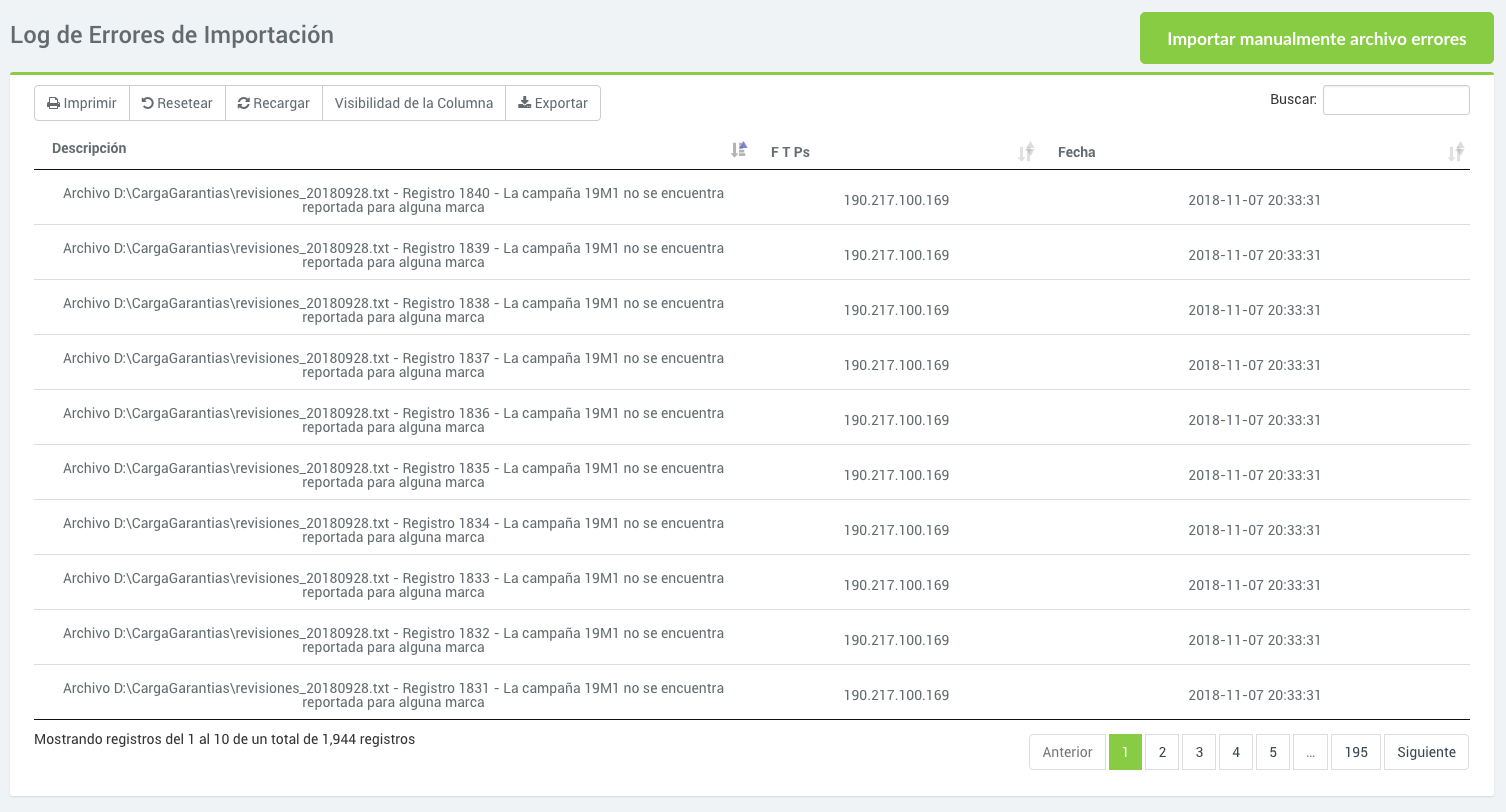 Log de Errores de Importación
Importar manualmente archivo errores
Imprimir Resetear Recargar Visibilidad de la Columna Exportar
Buscar:
Descripción F T Ps Fecha
Archivo D:\CargaGarantias\revisiones_20180928.txt - Registro 1840 - La campaña 19M1 no se encuentra
reportada para alguna marca
190.217.100.169 2018-11-07 20:33:31
Archivo D:\CargaGarantias\revisiones_20180928.txt - Registro 1839 - La campaña 19M1 no se encuentra
reportada para alguna marca
190.217.100.169 2018-11-07 20:33:31
Archivo D:\CargaGarantias\revisiones_20180928.txt - Registro 1838 - La campaña 19M1 no se encuentra
reportada para alguna marca
190.217.100.169 2018-11-07 20:33:31
Archivo D:\CargaGarantias\revisiones_20180928.txt - Registro 1837 - La campaña 19M1 no se encuentra
reportada para alguna marca
190.217.100.169 2018-11-07 20:33:31
Archivo D:\CargaGarantias\revisiones_20180928.txt - Registro 1836 - La campaña 19M1 no se encuentra
reportada para alguna marca
190.217.100.169 2018-11-07 20:33:31
Archivo D:\CargaGarantias\revisiones_20180928.txt - Registro 1835 - La campaña 19M1 no se encuentra
reportada para alguna marca
190.217.100.169 2018-11-07 20:33:31
Archivo D:\CargaGarantias\revisiones_20180928.txt - Registro 1834 - La campaña 19M1 no se encuentra
reportada para alguna marca
190.217.100.169 2018-11-07 20:33:31
Archivo D:\CargaGarantias\revisiones_20180928.txt - Registro 1833 - La campaña 19M1 no se encuentra
reportada para alguna marca
190.217.100.169 2018-11-07 20:33:31
Archivo D:\CargaGarantias\revisiones_20180928.txt - Registro 1832 - La campaña 19M1 no se encuentra
reportada para alguna marca
190.217.100.169 2018-11-07 20:33:31
Archivo D:\CargaGarantias\revisiones_20180928.txt - Registro 1831 - La campaña 19M1 no se encuentra
reportada para alguna marca
190.217.100.169 2018-11-07 20:33:31
Mostrando registros del 1 al 10 de un total de 1,944 registros
Anterior 1 2 3 4 5 ... 195 Siguiente